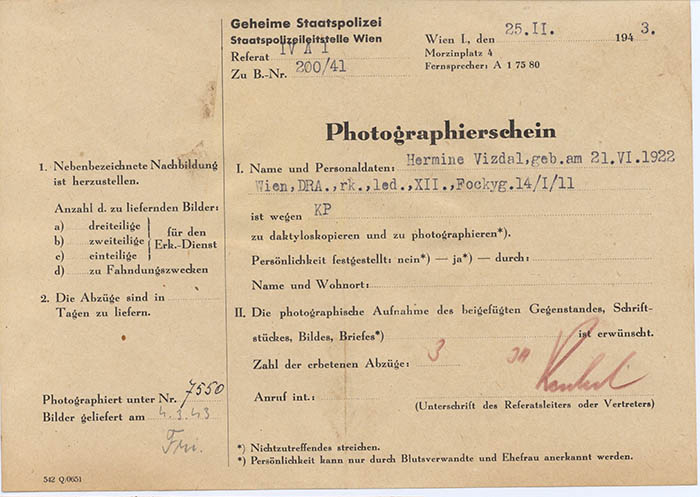 Geheime Staatspolizei
Staatspolizeileitstelle Wien
Referat IV A 1
Zu B.-Nr. 200/41
Wien I., den 25.II. 194 3.
Morzinplatz 4
Fernsprecher: A 1 75 80
Photographierschein
1. Nebenbezeichnete Nachbildung
ist herzustellen.
Anzahl d. zu liefernden Bilder:
a) dreiteilige
b) zweiteilige
c) einteilige
für den
Erk.-Dienst
d) zu Fahndungszwecken
2. Die Abzüge sind in
Tagen zu liefern.
Photographiert unter Nr. 7550
Bilder geliefert am 4.3.43
I. Name und Personaldaten: Hermine Vizdal, geb.am 21.VI.1922
Wien,DRA.,rk.,led.,XII., Fockyg.14/I/11
ist wegen KP
zu daktyloskopieren und zu photographieren*).
Persönlichkeit festgestellt: nein*) — ja*) — durch:
Name und Wohnort:
II. Die photographische Aufnahme des beigefügten Gegenstandes, Schrift-
stückes, Bildes, Briefes*) ist erwünscht.
Zahl der erbetenen Abzüge: 3
Anruf int.:
(Unterschrift des Referatsleiters oder Vertreters)
*) Nichtzutreffendes streichen.
*) Persönlichkeit kann nur durch Blutsverwandte und Ehefrau anerkannt werden.
542 Q/0651